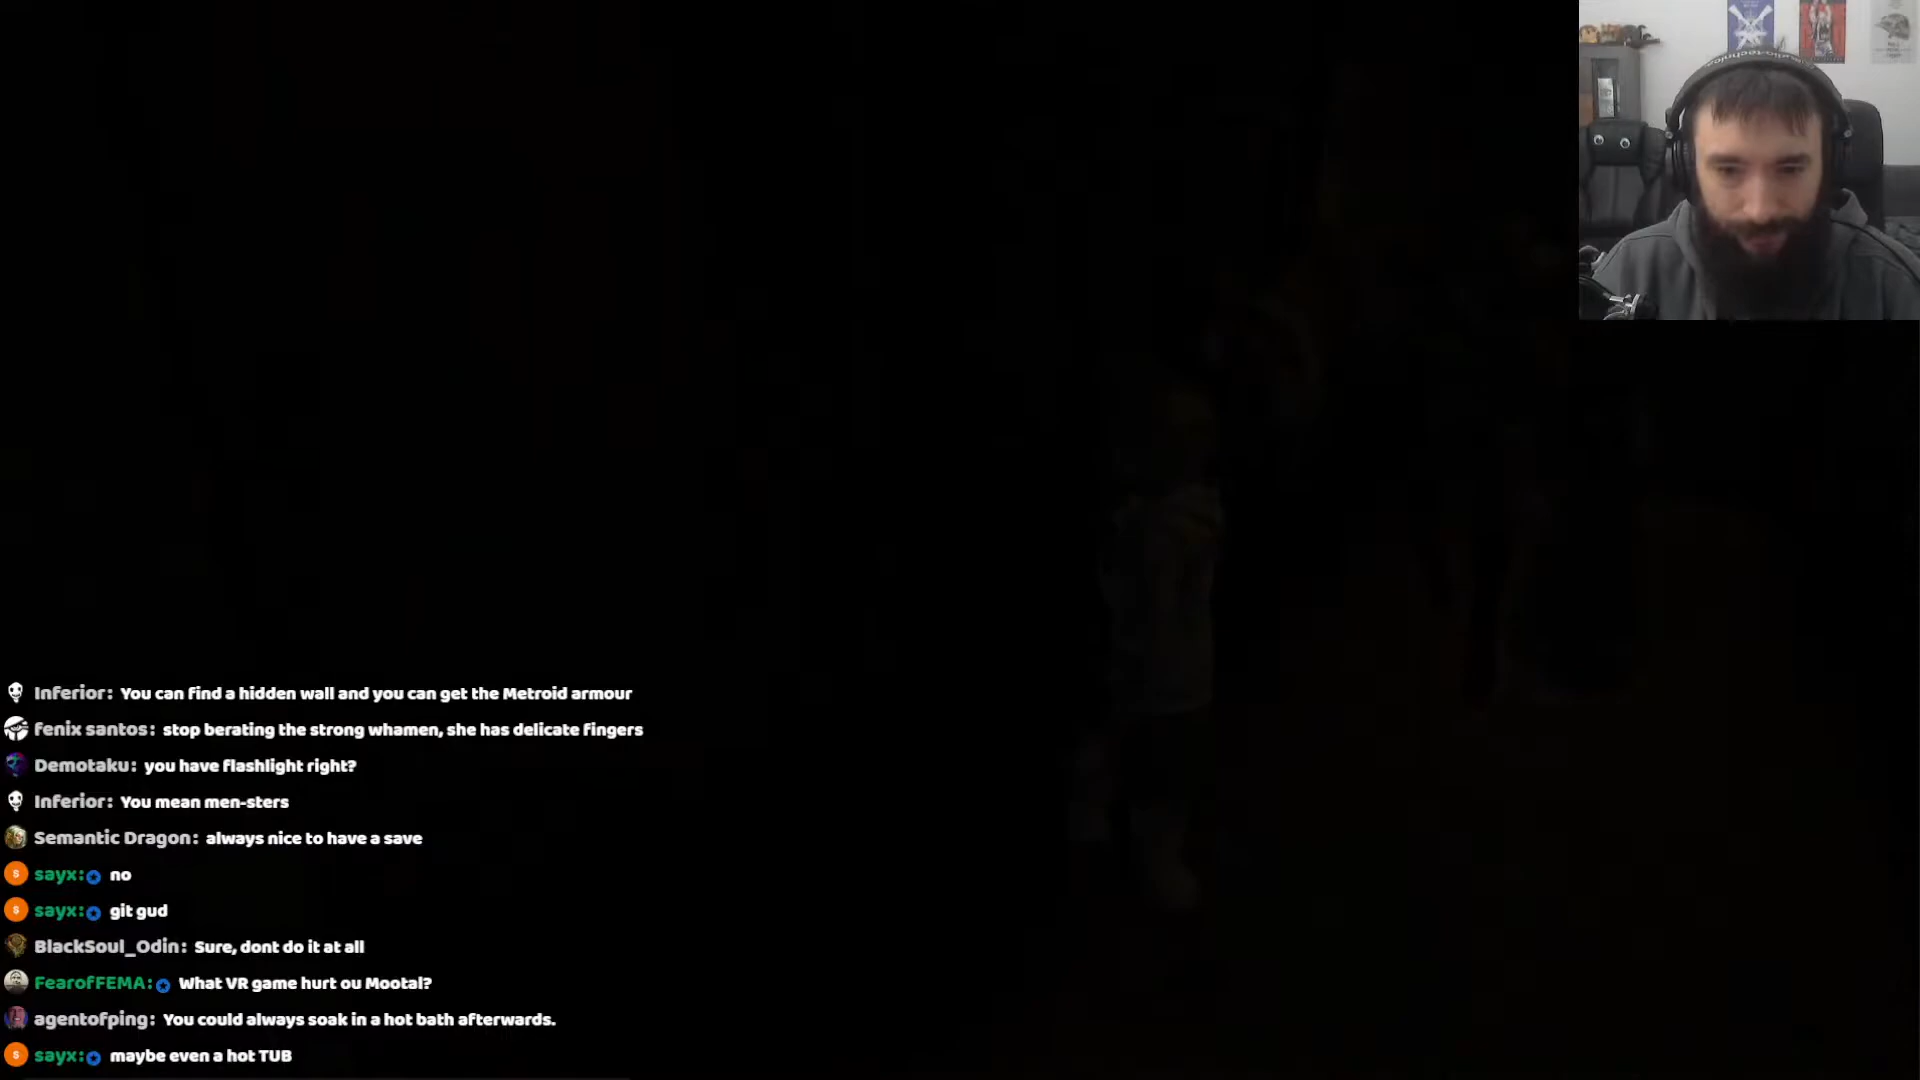 Inferior: You can find a hidden wall and you can get the Metroid armour
fenix santos: stop berating the strong whamen, she has delicate fingers
Demotaku: you have flashlight right?
Inferior: You mean men-sters
Semantic Dragon: always nice to have a save
S sayx: no
S sayx: git gud
BlackSoul_Odin: Sure, dont do it at all
FearofFEMA: What VR game hurt ou Mootal?
agentofping: You could always soak in a hot bath afterwards.
S sayx: maybe even a hot TUB